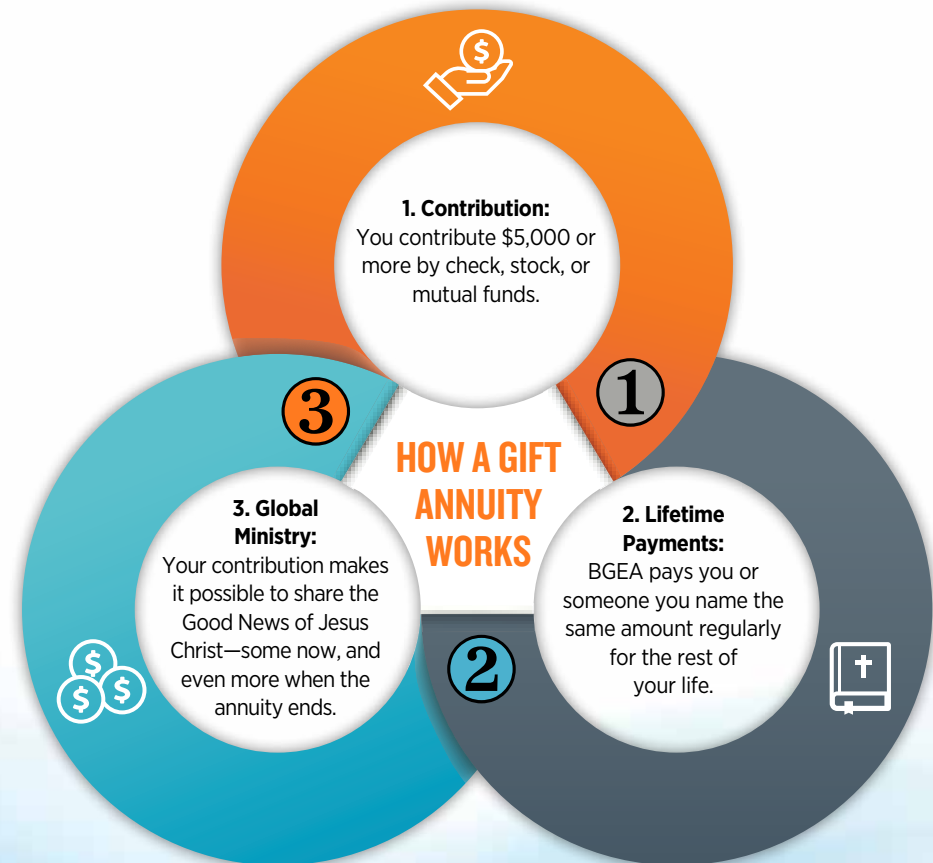 $
1. Contribution:
You contribute $5,000 or
more by check, stock, or
mutual funds.
1
3
HOW A GIFT
ANNUITY
WORKS
2. Lifetime
Payments:
BGEA pays you or
someone you name the
same amount regularly
for the rest of
your life.
2
3. Global
Ministry:
Your contribution makes
it possible to share the
Good News of Jesus
Christ—some now, and
even more when the
annuity ends.
$
$ $